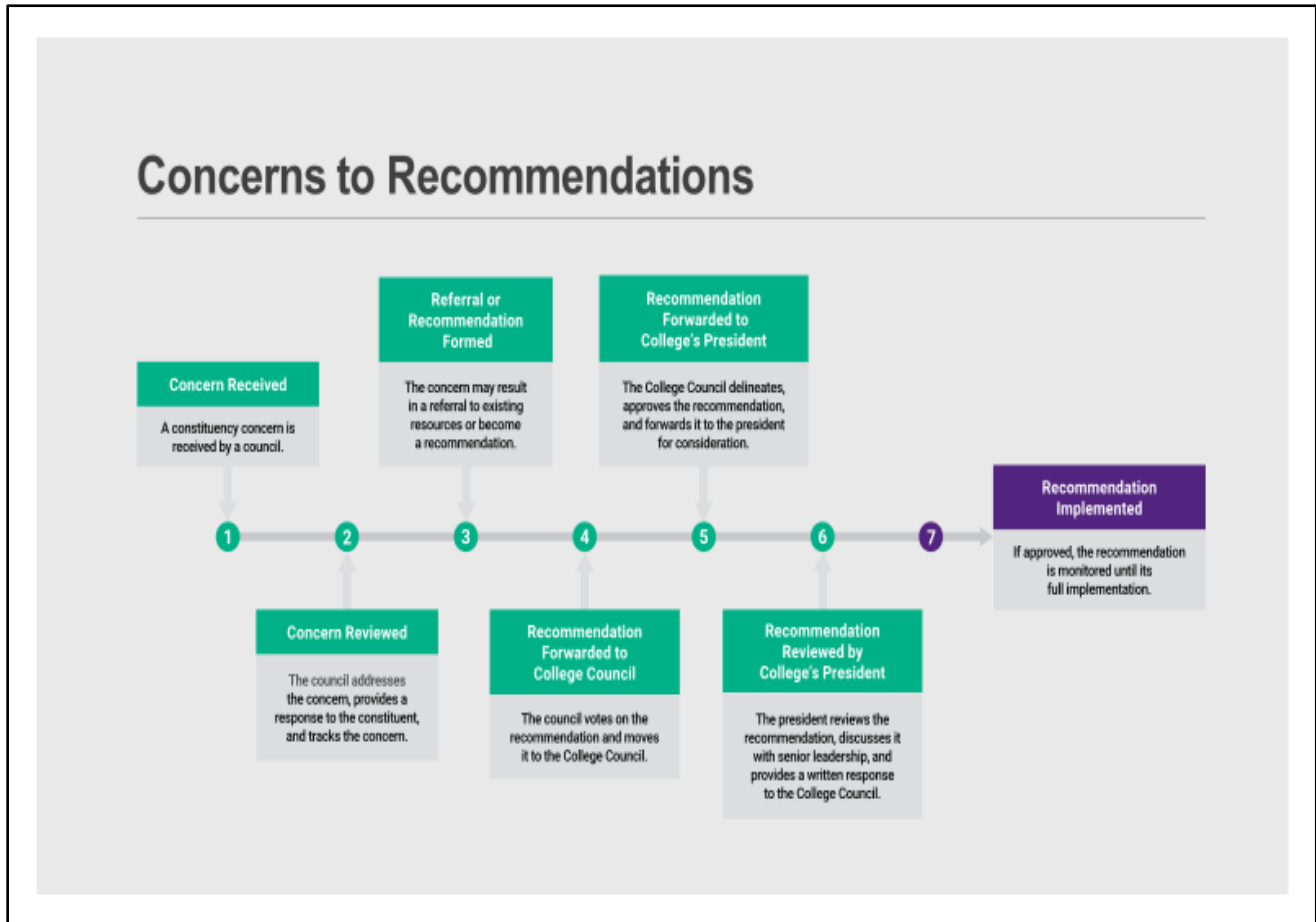 Concerns to Recommendations
Concern Received
A constituency concern is
received by a council.
Referral or
Recommendation
Formed
The concern may result
in a referral to existing
resources or become
a recommendation.
Recommendation
Forwarded to
College's President
The College Council delineates,
approves the recommendation,
and forwards it to the president
for consideration.
Recommendation
Implemented
If approved, the recommendation
is monitored until its
full implementation.
1
2
3
4
5
6
7
Concern Reviewed
The council addresses
the concern, provides a
response to the constituent,
and tracks the concern.
Recommendation
Forwarded to
College Council
The council votes on the
recommendation and moves
it to the College Council.
Recommendation
Reviewed by
College's President
The president reviews the
recommendation, discusses it
with senior leadership, and
provides a written response
to the College Council.